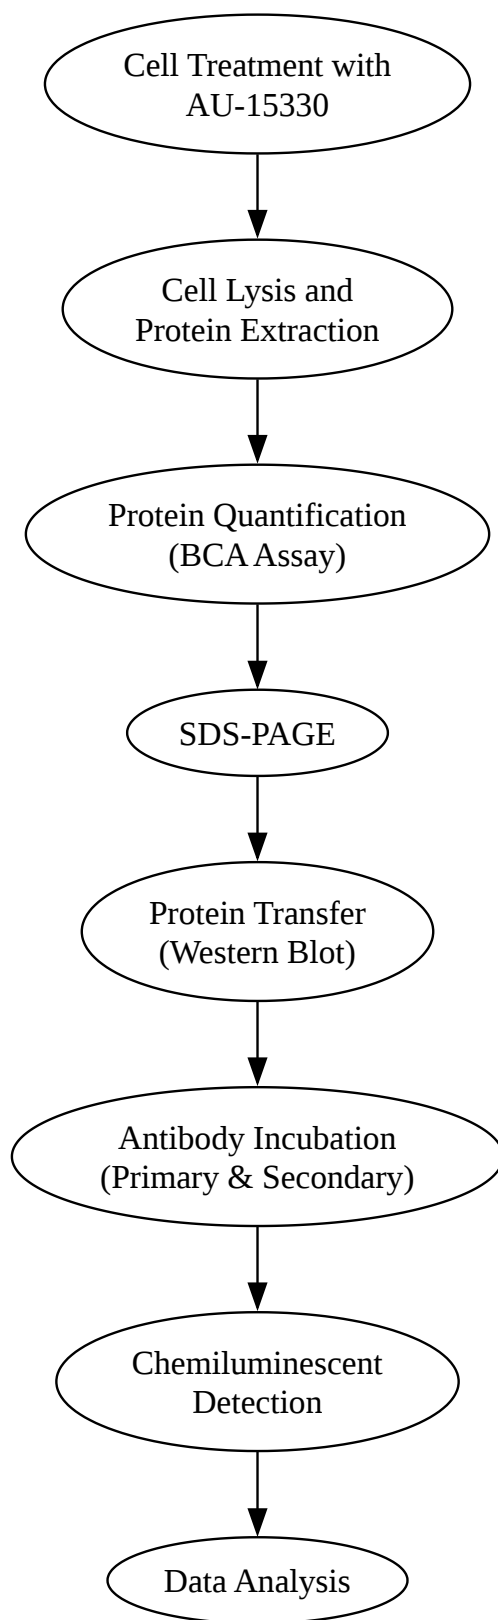 Cell Treatment with
AU-15330
Cell Lysis and
Protein Extraction
Protein Quantification
(BCA Assay)
SDS-PAGE
Protein Transfer
(Western Blot)
Antibody Incubation
(Primary & Secondary)
Chemiluminescent
Detection
Data Analysis